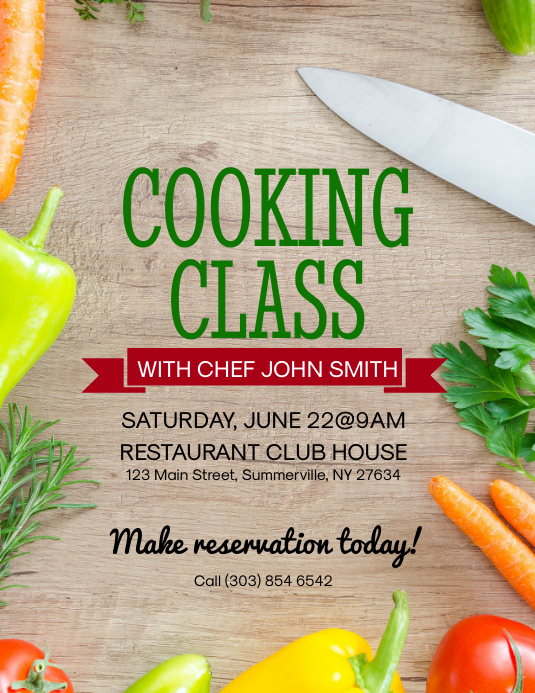 COOKING
CLASS
WITH CHEF JOHN SMITH
SATURDAY, JUNE 22@9AM
RESTAURANT CLUB HOUSE
123 Main Street, Summerville, NY 27634
Make reservation today!
Call (303) 854 6542